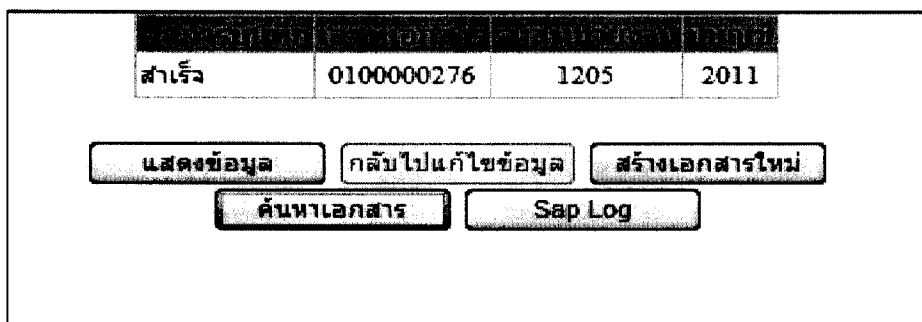 สำเร็จ 0100000276 1205 2011
แสดงข้อมูล กลับไปแก้ไขข้อมูล สร้างเอกสารใหม่
ค้นหาเอกสาร Sap Log